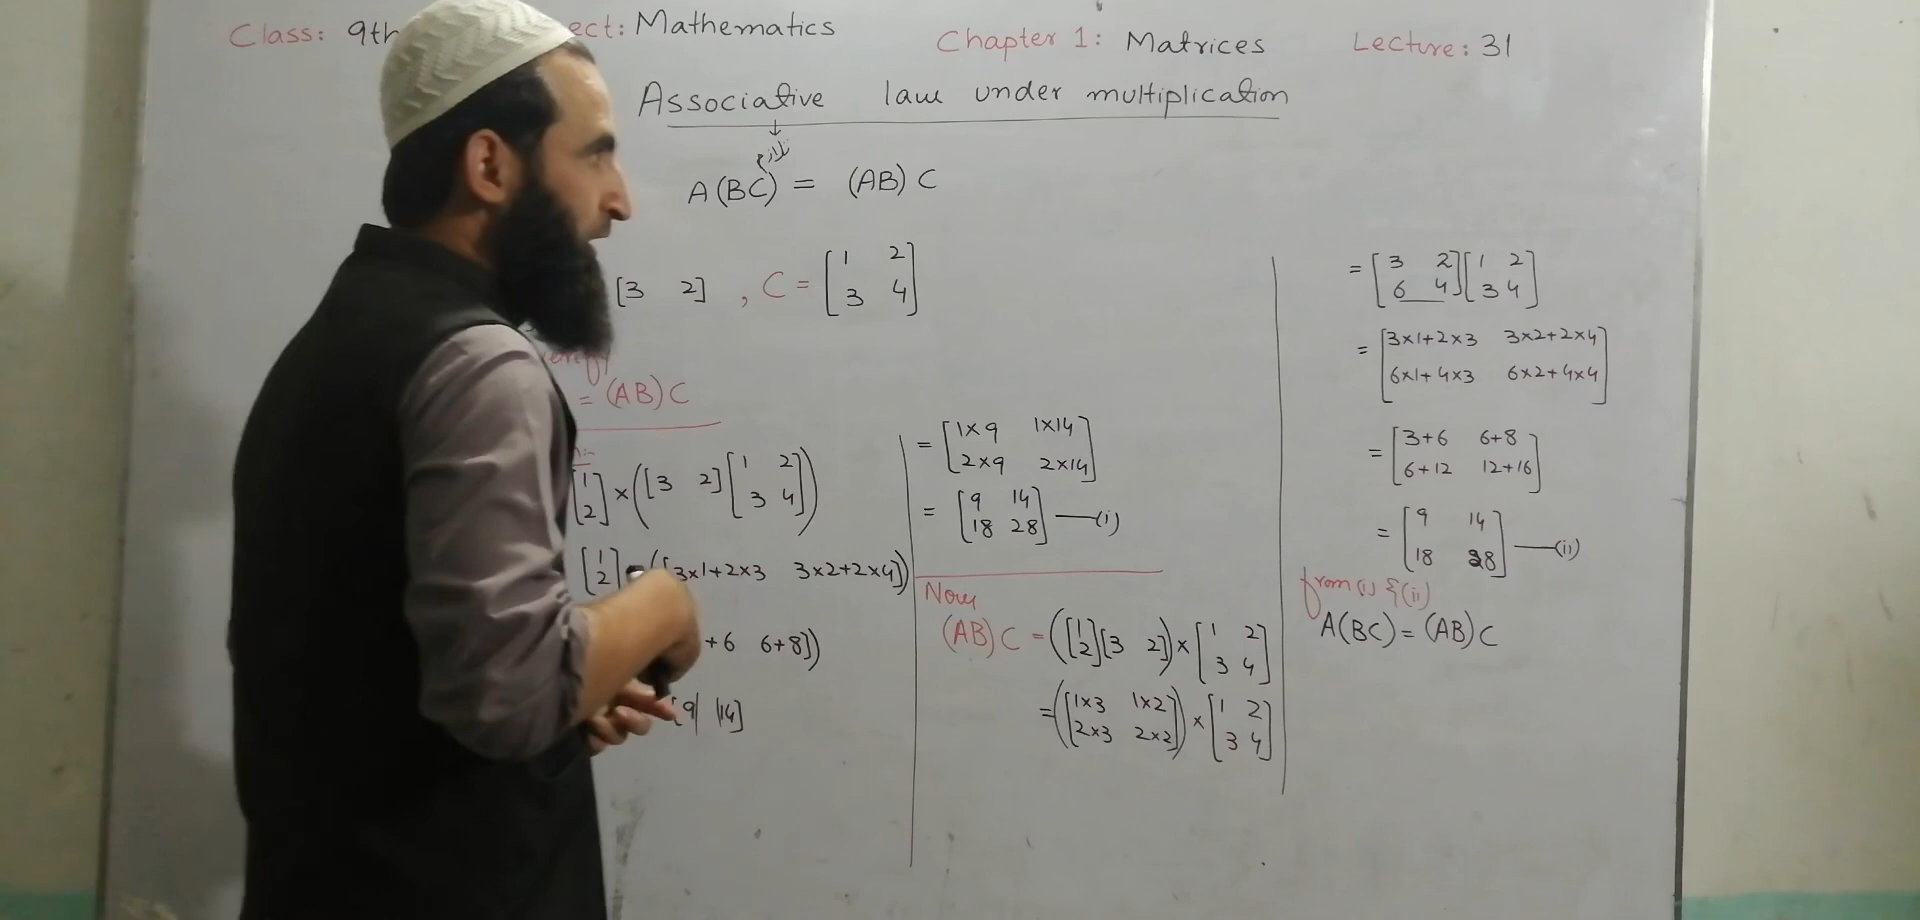 Class: 9th ect: Mathematics Chapter 1: Matrices Lecture: 31
Associative law under multiplication
↓
تلازم
A(BC) = (AB)C
[3 2] , C = [1 2
3 4]
verify
= (AB)C
[1
2] × ([3 2] [1 2
3 4])
[1
2] ([3×1+2×3 3×2+2×4])
+6 6+8])
[9 14]
= [1×9 1×14
2×9 2×14]
= [9 14
18 28] —(i)
Now
(AB)C = ([1
2] [3 2]) × [1 2
3 4]
= ([1×3 1×2
2×3 2×2]) × [1 2
3 4]
= [3 2
6 4] [1 2
3 4]
= [3×1+2×3 3×2+2×4
6×1+4×3 6×2+4×4]
= [3+6 6+8
6+12 12+16]
= [9 14
18 28] —(ii)
from (i) & (ii)
A(BC) = (AB)C